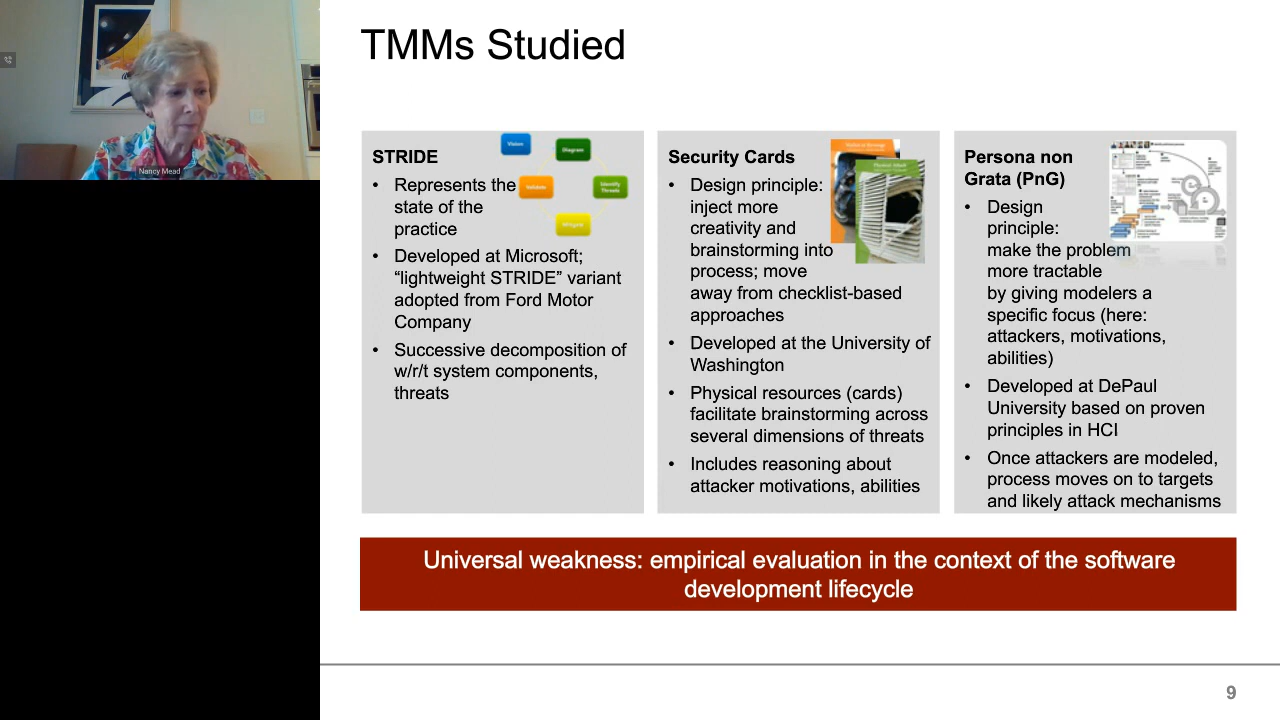 TMMs Studied
Nancy Mead
STRIDE
• Represents the
state of the
practice
• Developed at Microsoft;
“lightweight STRIDE” variant
adopted from Ford Motor
Company
• Successive decomposition of
w/r/t system components,
threats
Vision
Diagram
Identify
Threats
Mitigate
Validate
Security Cards
• Design principle:
inject more
creativity and
brainstorming into
process; move
away from checklist-based
approaches
• Developed at the University of
Washington
• Physical resources (cards)
facilitate brainstorming across
several dimensions of threats
• Includes reasoning about
attacker motivations, abilities
Persona non
Grata (PnG)
• Design
principle:
make the problem
more tractable
by giving modelers a
specific focus (here:
attackers, motivations,
abilities)
• Developed at DePaul
University based on proven
principles in HCI
• Once attackers are modeled,
process moves on to targets
and likely attack mechanisms
Universal weakness: empirical evaluation in the context of the software
development lifecycle
9